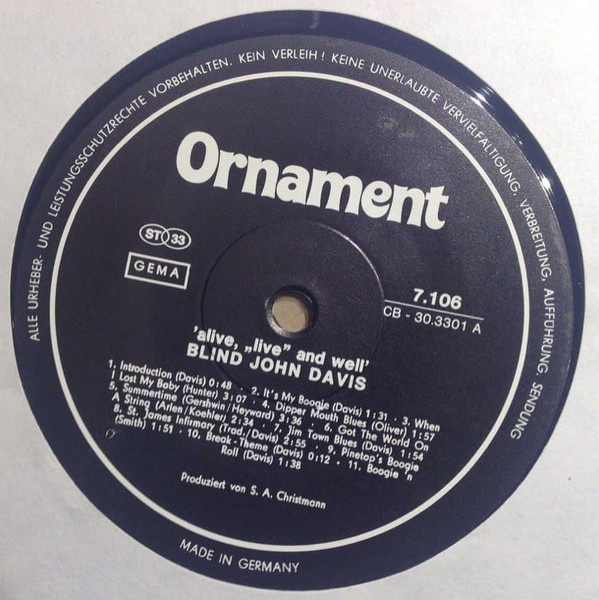 ALLE URHEBER- UND LEISTUNGSSCHUTZRECHTE VORBEHALTEN. KEIN VERLEIH! KEINE UNERLAUBTE VERVIELFÄLTIGUNG, VERBREITUNG, AUFFÜHRUNG, SENDUNG
Ornament
ST 33
GEMA
7.106
CB - 30.3301 A
'alive, „live” and well'
BLIND JOHN DAVIS
1. Introduction (Davis) 0:48 · 2. It's My Boogie (Davis) 1:31 · 3. When
I Lost My Baby (Hunter) 3:07 · 4. Dipper Mouth Blues (Oliver) 1:57
5. Summertime (Gershwin/Heyward) 3:36 · 6. Got The World On
A String (Arlen/Koehler) 2:34 · 7. Jim Town Blues (Davis) 1:54
8. St. James Infirmary (Trad./Davis) 2:55 · 9. Pinetop's Boogie
(Smith) 1:51 · 10. Break-Theme (Davis) 0:12 · 11. Boogie 'n
Roll (Davis) 1:38
Produziert von S. A. Christmann
MADE IN GERMANY